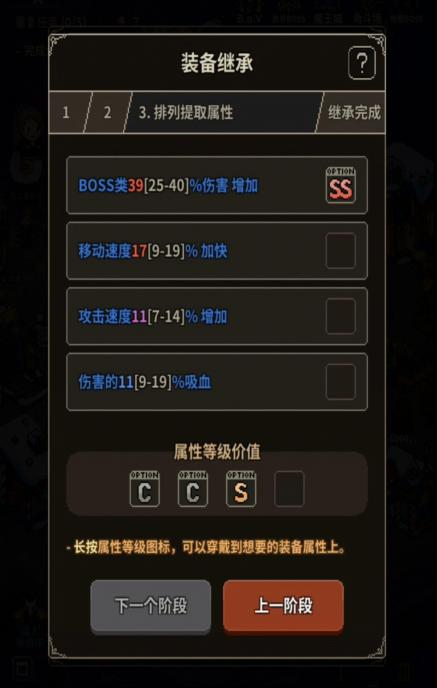 装备继承
?
1 2 3. 排列提取属性 继承完成
BOSS类39[25-40]%伤害 增加
OPTION
SS
移动速度17[9-19]% 加快
攻击速度11[7-14]% 增加
伤害的11[9-19]%吸血
属性等级价值
OPTION OPTION OPTION
C C S
- 长按属性等级图标，可以穿戴到想要的装备属性上。
下一个阶段 上一阶段